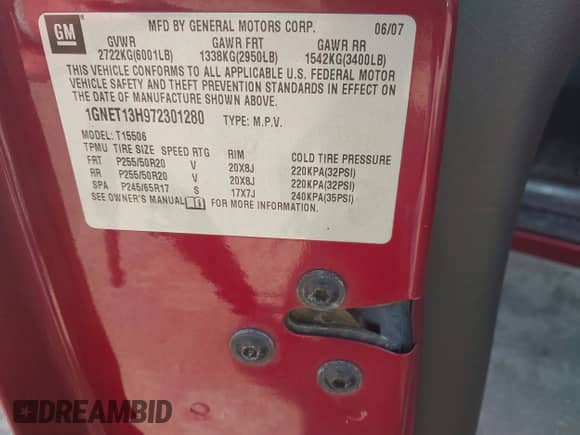 GM
MFD BY GENERAL MOTORS CORP. 06/07
GVWR GAWR FRT GAWR RR
2722KG(6001LB) 1338KG(2950LB) 1542KG(3400LB)
THIS VEHICLE CONFORMS TO ALL APPLICABLE U.S. FEDERAL MOTOR
VEHICLE SAFETY AND THEFT PREVENTION STANDARDS IN EFFECT ON
THE DATE OF MANUFACTURE SHOWN ABOVE.
1GNET13H972301280 TYPE: M.P.V.
MODEL: T15506
TPMU TIRE SIZE SPEED RTG RIM COLD TIRE PRESSURE
FRT P255/50R20 V 20X8J 220KPA(32PSI)
RR P255/50R20 V 20X8J 220KPA(32PSI)
SPA P245/65R17 S 17X7J 240KPA(35PSI)
SEE OWNER'S MANUAL FOR MORE INFORMATION.
DREAMBID